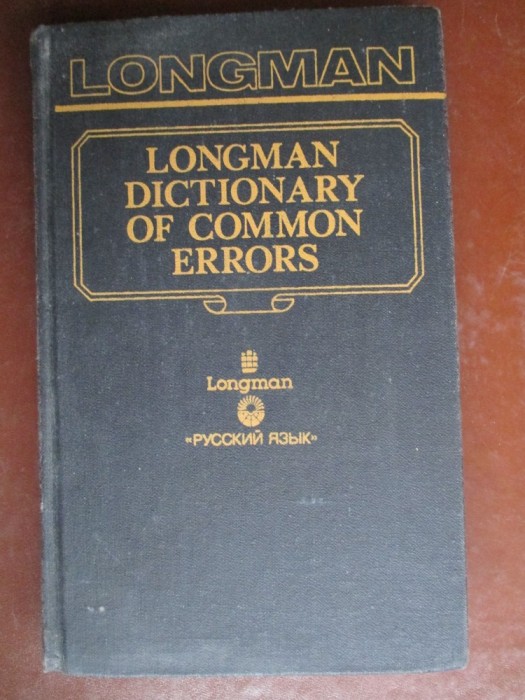 LONGMAN
LONGMAN
DICTIONARY
OF COMMON
ERRORS
Longman
«РУССКИЙ ЯЗЫК»